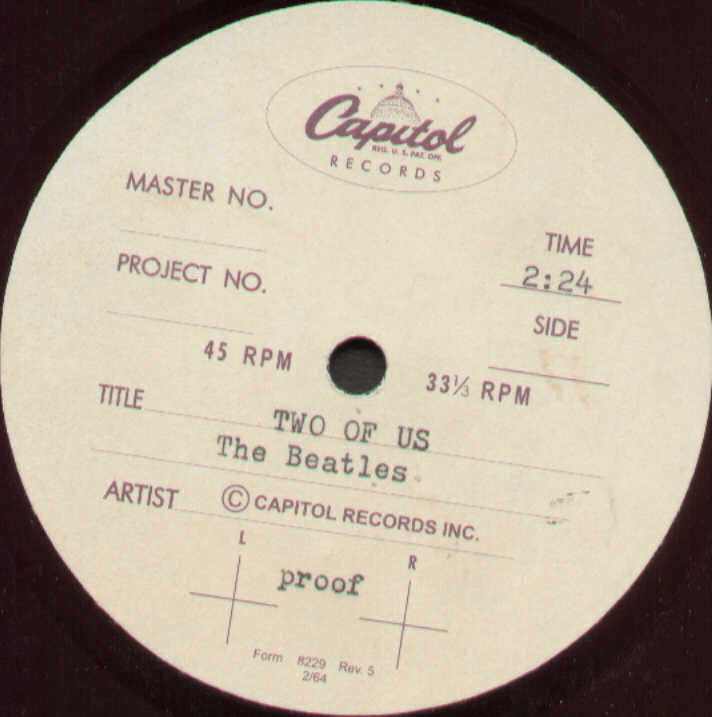 Capitol
REG. U. S. PAT. OFF.
RECORDS
MASTER NO.
TIME
2:24
PROJECT NO.
SIDE
45 RPM
33⅓ RPM
TITLE
TWO OF US
The Beatles
ARTIST
© CAPITOL RECORDS INC.
L
R
proof
Form 8229 Rev. 5
2/64